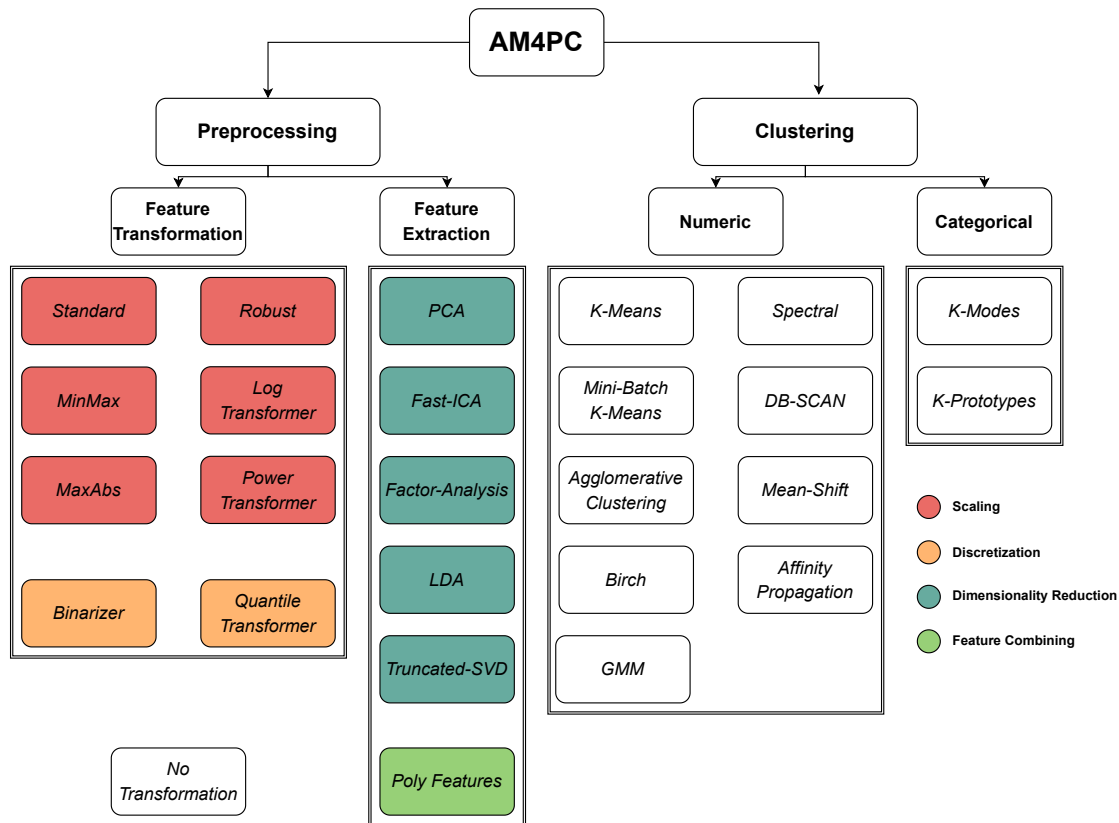 AM4PC
Preprocessing
Clustering
Feature
Transformation
Feature
Extraction
Numeric
Categorical
Standard
Robust
MinMax
Log
Transformer
MaxAbs
Power
Transformer
Binarizer
Quantile
Transformer
No
Transformation
PCA
Fast-ICA
Factor-Analysis
LDA
Truncated-SVD
Poly Features
K-Means
Spectral
Mini-Batch
K-Means
DB-SCAN
Agglomerative
Clustering
Mean-Shift
Birch
Affinity
Propagation
GMM
K-Modes
K-Prototypes
Scaling
Discretization
Dimensionality Reduction
Feature Combining